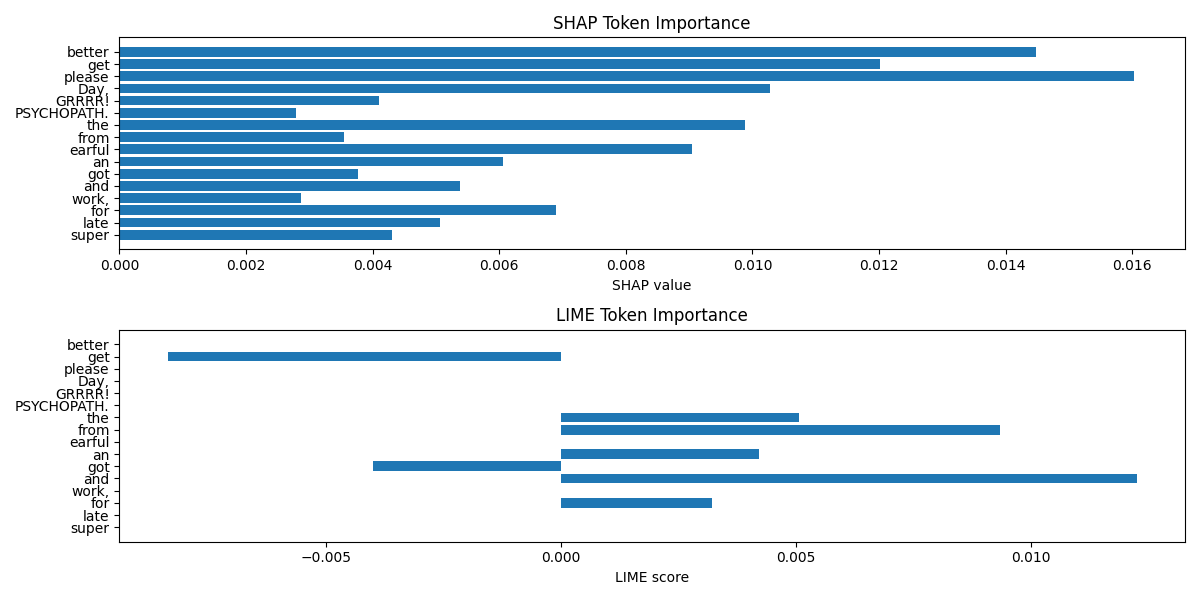 SHAP Token Importance
better
get
please
Day,
GRRRR!
PSYCHOPATH.
the
from
earful
an
got
and
work,
for
late
super
0.000 0.002 0.004 0.006 0.008 0.010 0.012 0.014 0.016
SHAP value
LIME Token Importance
better
get
please
Day,
GRRRR!
PSYCHOPATH.
the
from
earful
an
got
and
work,
for
late
super
−0.005 0.000 0.005 0.010
LIME score